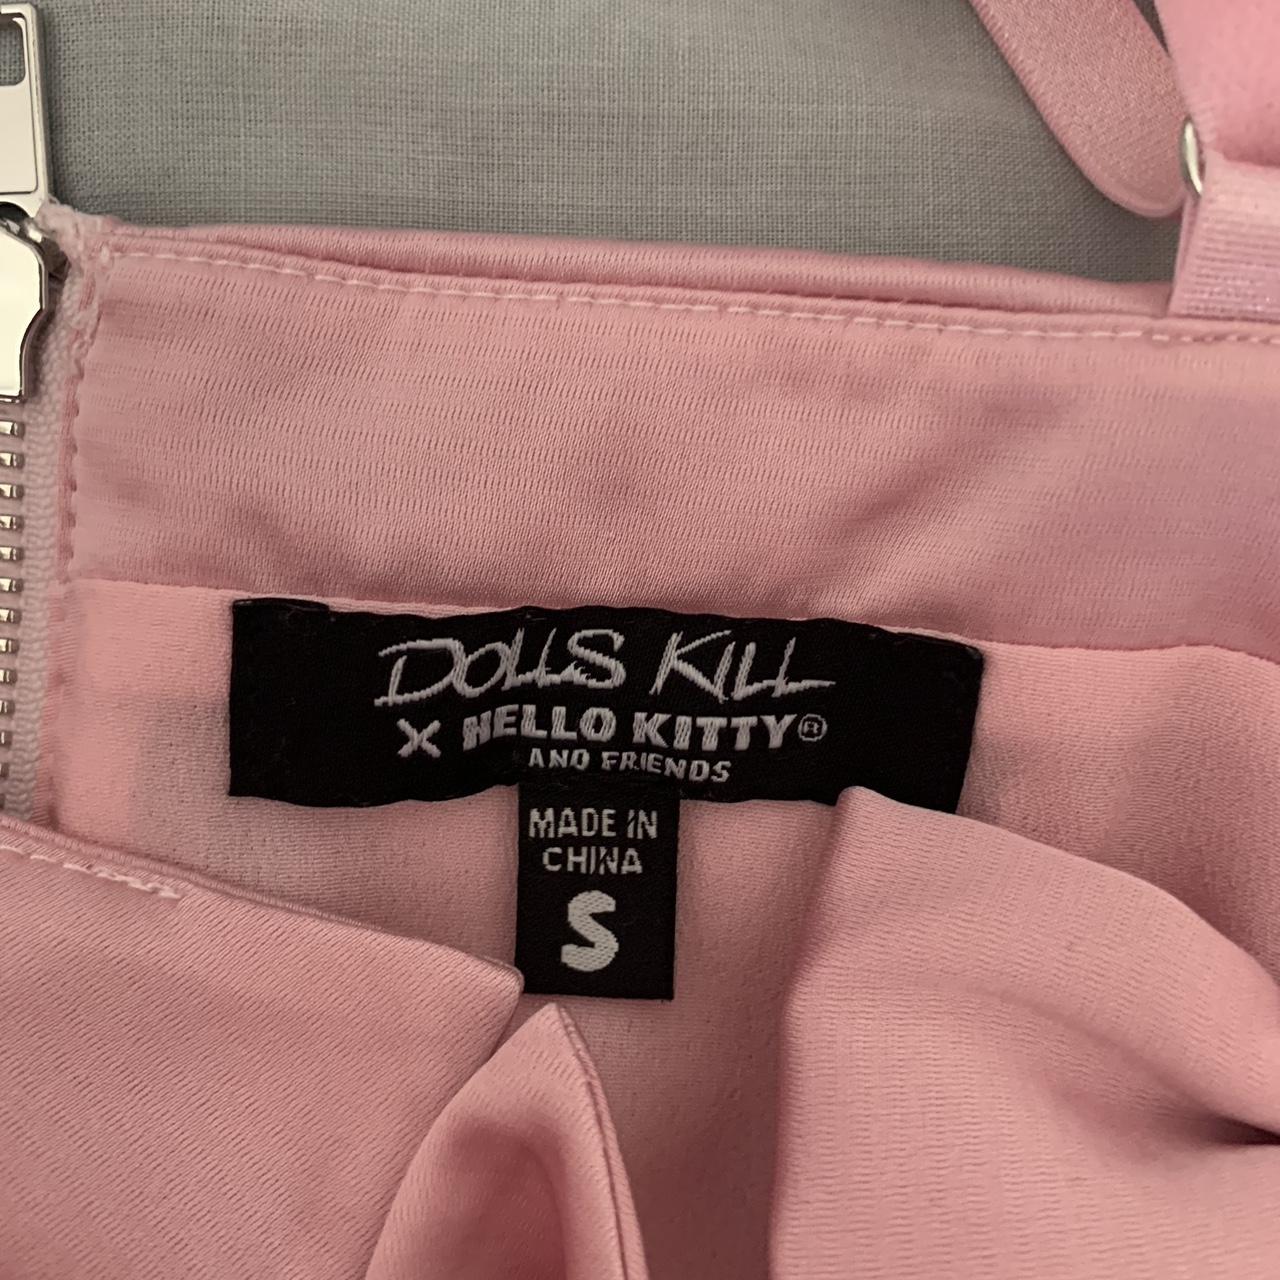 DOLLS KILL
X HELLO KITTY®
AND FRIENDS
MADE IN
CHINA
S